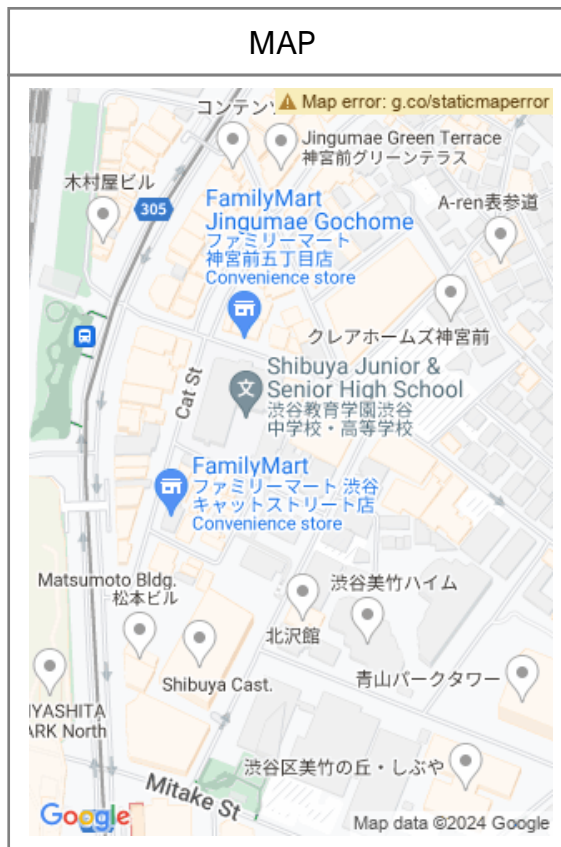 MAP
コンテンツ
Map error: g.co/staticmaperror
Jingumae Green Terrace
神宮前グリーンテラス
木村屋ビル
305
FamilyMart
Jingumae Gochome
ファミリーマート
神宮前五丁目店
Convenience store
A-ren表参道
クレアホームズ神宮前
Cat St
文
Shibuya Junior &
Senior High School
渋谷教育学園渋谷
中学校・高等学校
FamilyMart
ファミリーマート 渋谷
キャットストリート店
Convenience store
Matsumoto Bldg.
松本ビル
渋谷美竹ハイム
北沢館
Shibuya Cast.
青山パークタワー
IYASHITA
ARK North
渋谷区美竹の丘・しぶや
Mitake St
Google
Map data ©2024 Google